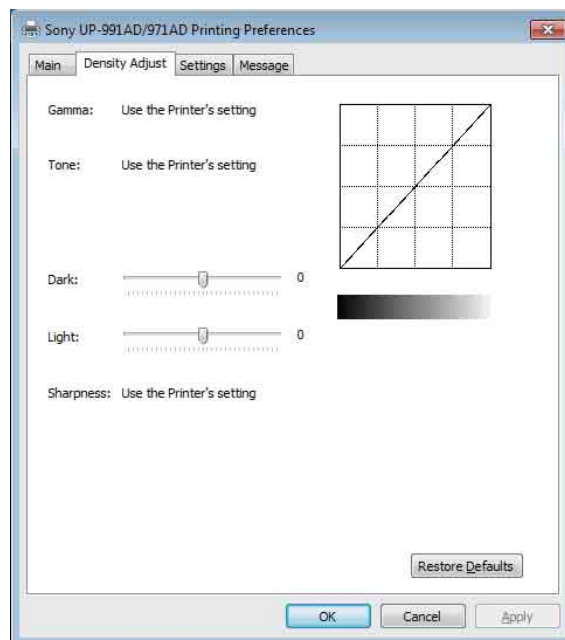 Sony UP-991AD/971AD Printing Preferences
Main Density Adjust Settings Message
Gamma: Use the Printer's setting
Tone: Use the Printer's setting
Dark: 0
Light: 0
Sharpness: Use the Printer's setting
Restore Defaults
OK Cancel Apply